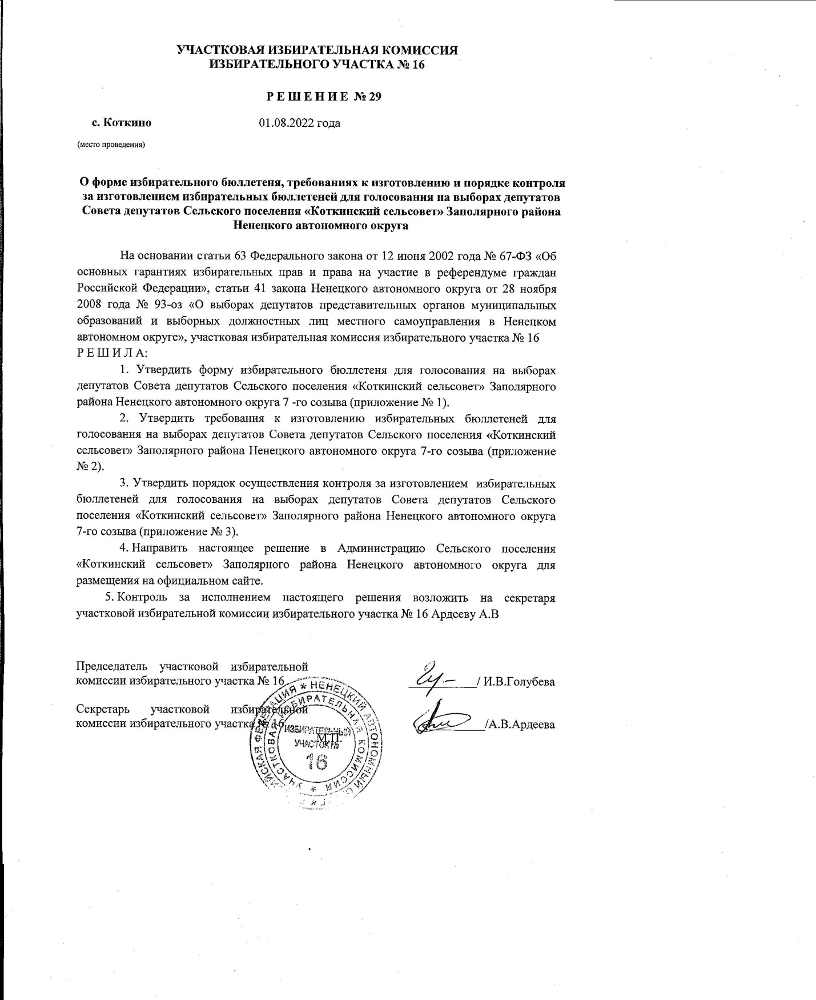 УЧАСТКОВАЯ ИЗБИРАТЕЛЬНАЯ КОМИССИЯ
ИЗБИРАТЕЛЬНОГО УЧАСТКА № 16
Р Е Ш Е Н И Е № 29
с. Коткино 01.08.2022 года
(место проведения)
О форме избирательного бюллетеня, требованиях к изготовлению и порядке контроля
за изготовлением избирательных бюллетеней для голосования на выборах депутатов
Совета депутатов Сельского поселения «Коткинский сельсовет» Заполярного района
Ненецкого автономного округа
На основании статьи 63 Федерального закона от 12 июня 2002 года № 67-ФЗ «Об
основных гарантиях избирательных прав и права на участие в референдуме граждан
Российской Федерации», статьи 41 закона Ненецкого автономного округа от 28 ноября
2008 года № 93-оз «О выборах депутатов представительных органов муниципальных
образований и выборных должностных лиц местного самоуправления в Ненецком
автономном округе», участковая избирательная комиссия избирательного участка № 16
Р Е Ш И Л А:
1. Утвердить форму избирательного бюллетеня для голосования на выборах
депутатов Совета депутатов Сельского поселения «Коткинский сельсовет» Заполярного
района Ненецкого автономного округа 7 -го созыва (приложение № 1).
2. Утвердить требования к изготовлению избирательных бюллетеней для
голосования на выборах депутатов Совета депутатов Сельского поселения «Коткинский
сельсовет» Заполярного района Ненецкого автономного округа 7-го созыва (приложение
№ 2).
3. Утвердить порядок осуществления контроля за изготовлением избирательных
бюллетеней для голосования на выборах депутатов Совета депутатов Сельского
поселения «Коткинский сельсовет» Заполярного района Ненецкого автономного округа
7-го созыва (приложение № 3).
4. Направить настоящее решение в Администрацию Сельского поселения
«Коткинский сельсовет» Заполярного района Ненецкого автономного округа для
размещения на официальном сайте.
5. Контроль за исполнением настоящего решения возложить на секретаря
участковой избирательной комиссии избирательного участка № 16 Ардееву А.В
Председатель участковой избирательной
комиссии избирательного участка № 16 / И.В.Голубева
Секретарь участковой избирательной
комиссии избирательного участка № 16 /А.В.Ардеева
М.П.
НЕНЕЦКИЙ АВТОНОМНЫЙ
УЧАСТКОВАЯ ИЗБИРАТЕЛЬНАЯ КОМИССИЯ
ИЗБИРАТЕЛЬНЫЙ
УЧАСТОК №
16